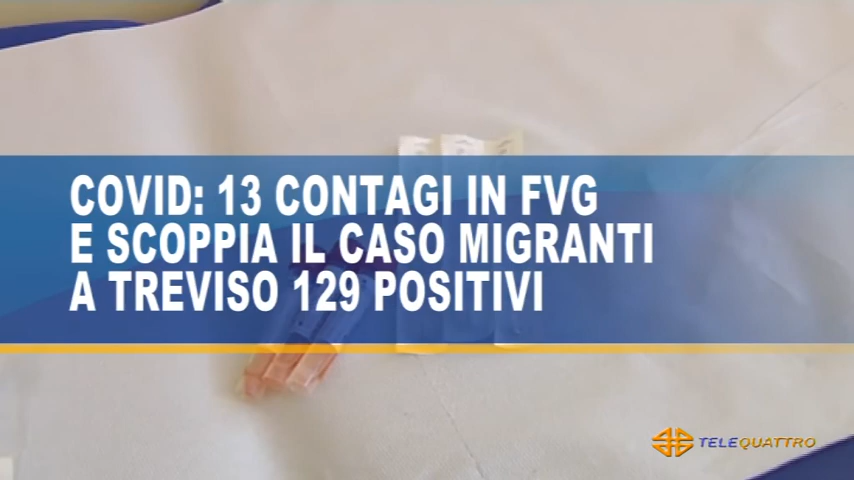 COVID: 13 CONTAGI IN FVG
E SCOPPIA IL CASO MIGRANTI
A TREVISO 129 POSITIVI
TELEQUATTRO